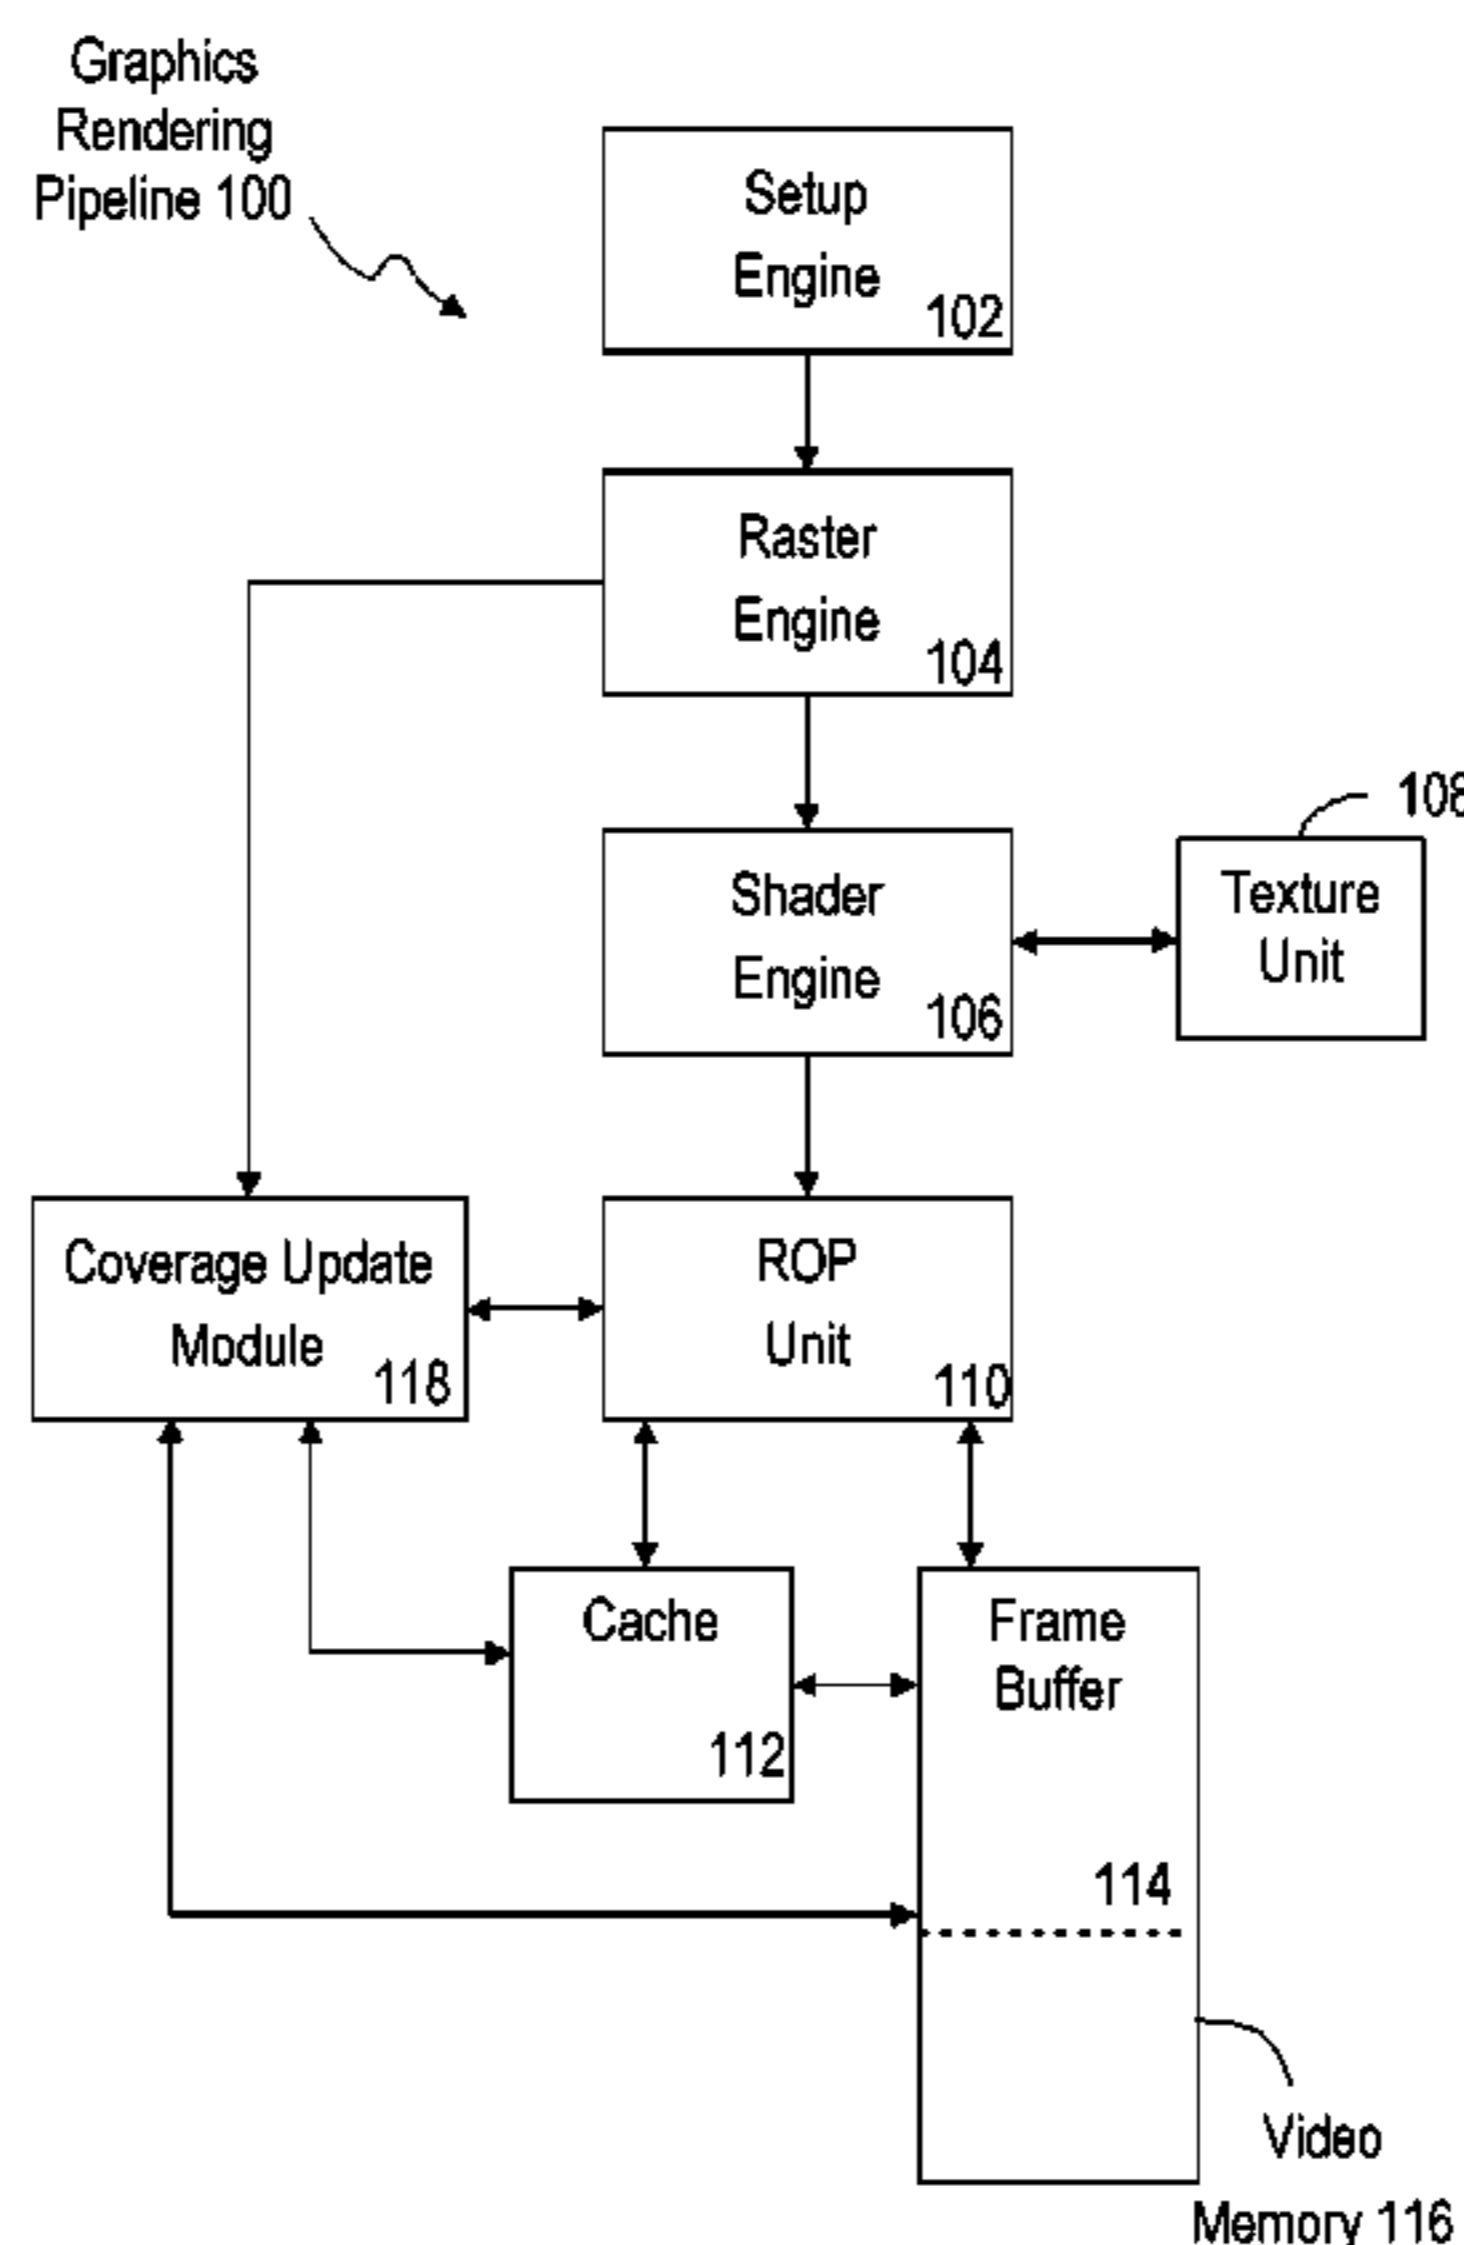 Graphics
Rendering
Pipeline 100
Setup
Engine
102
Raster
Engine
104
Shader
Engine
106
108
Texture
Unit
Coverage Update
Module
118
ROP
Unit
110
Cache
112
Frame
Buffer
114
Video
Memory 116